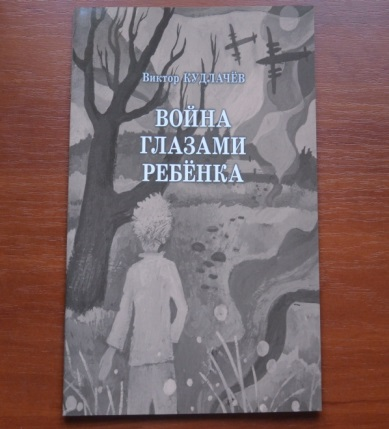 Виктор КУДЛАЧЁВ
ВОЙНА
ГЛАЗАМИ
РЕБЁНКА